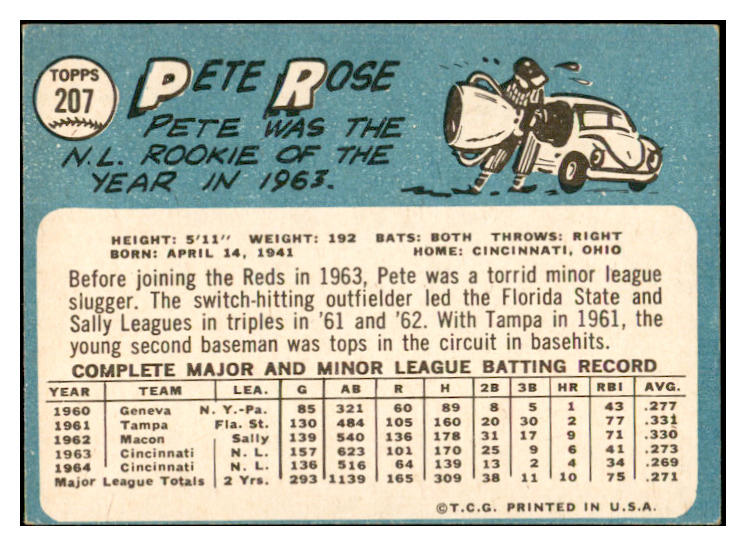 TOPPS
207
PETE ROSE
PETE WAS THE
N.L. ROOKIE OF THE
YEAR IN 1963.
HEIGHT: 5'11" WEIGHT: 192 BATS: BOTH THROWS: RIGHT
BORN: APRIL 14, 1941 HOME: CINCINNATI, OHIO
Before joining the Reds in 1963, Pete was a torrid minor league
slugger. The switch-hitting outfielder led the Florida State and
Sally Leagues in triples in '61 and '62. With Tampa in 1961, the
young second baseman was tops in the circuit in basehits.
COMPLETE MAJOR AND MINOR LEAGUE BATTING RECORD
YEAR TEAM LEA. G AB R H 2B 3B HR RBI AVG.
1960 Geneva N. Y.-Pa. 85 321 60 89 8 5 1 43 .277
1961 Tampa Fla. St. 130 484 105 160 20 30 2 77 .331
1962 Macon Sally 139 540 136 178 31 17 9 71 .330
1963 Cincinnati N. L. 157 623 101 170 25 9 6 41 .273
1964 Cincinnati N. L. 136 516 64 139 13 2 4 34 .269
Major League Totals 2 Yrs. 293 1139 165 309 38 11 10 75 .271
©T.C.G. PRINTED IN U.S.A.